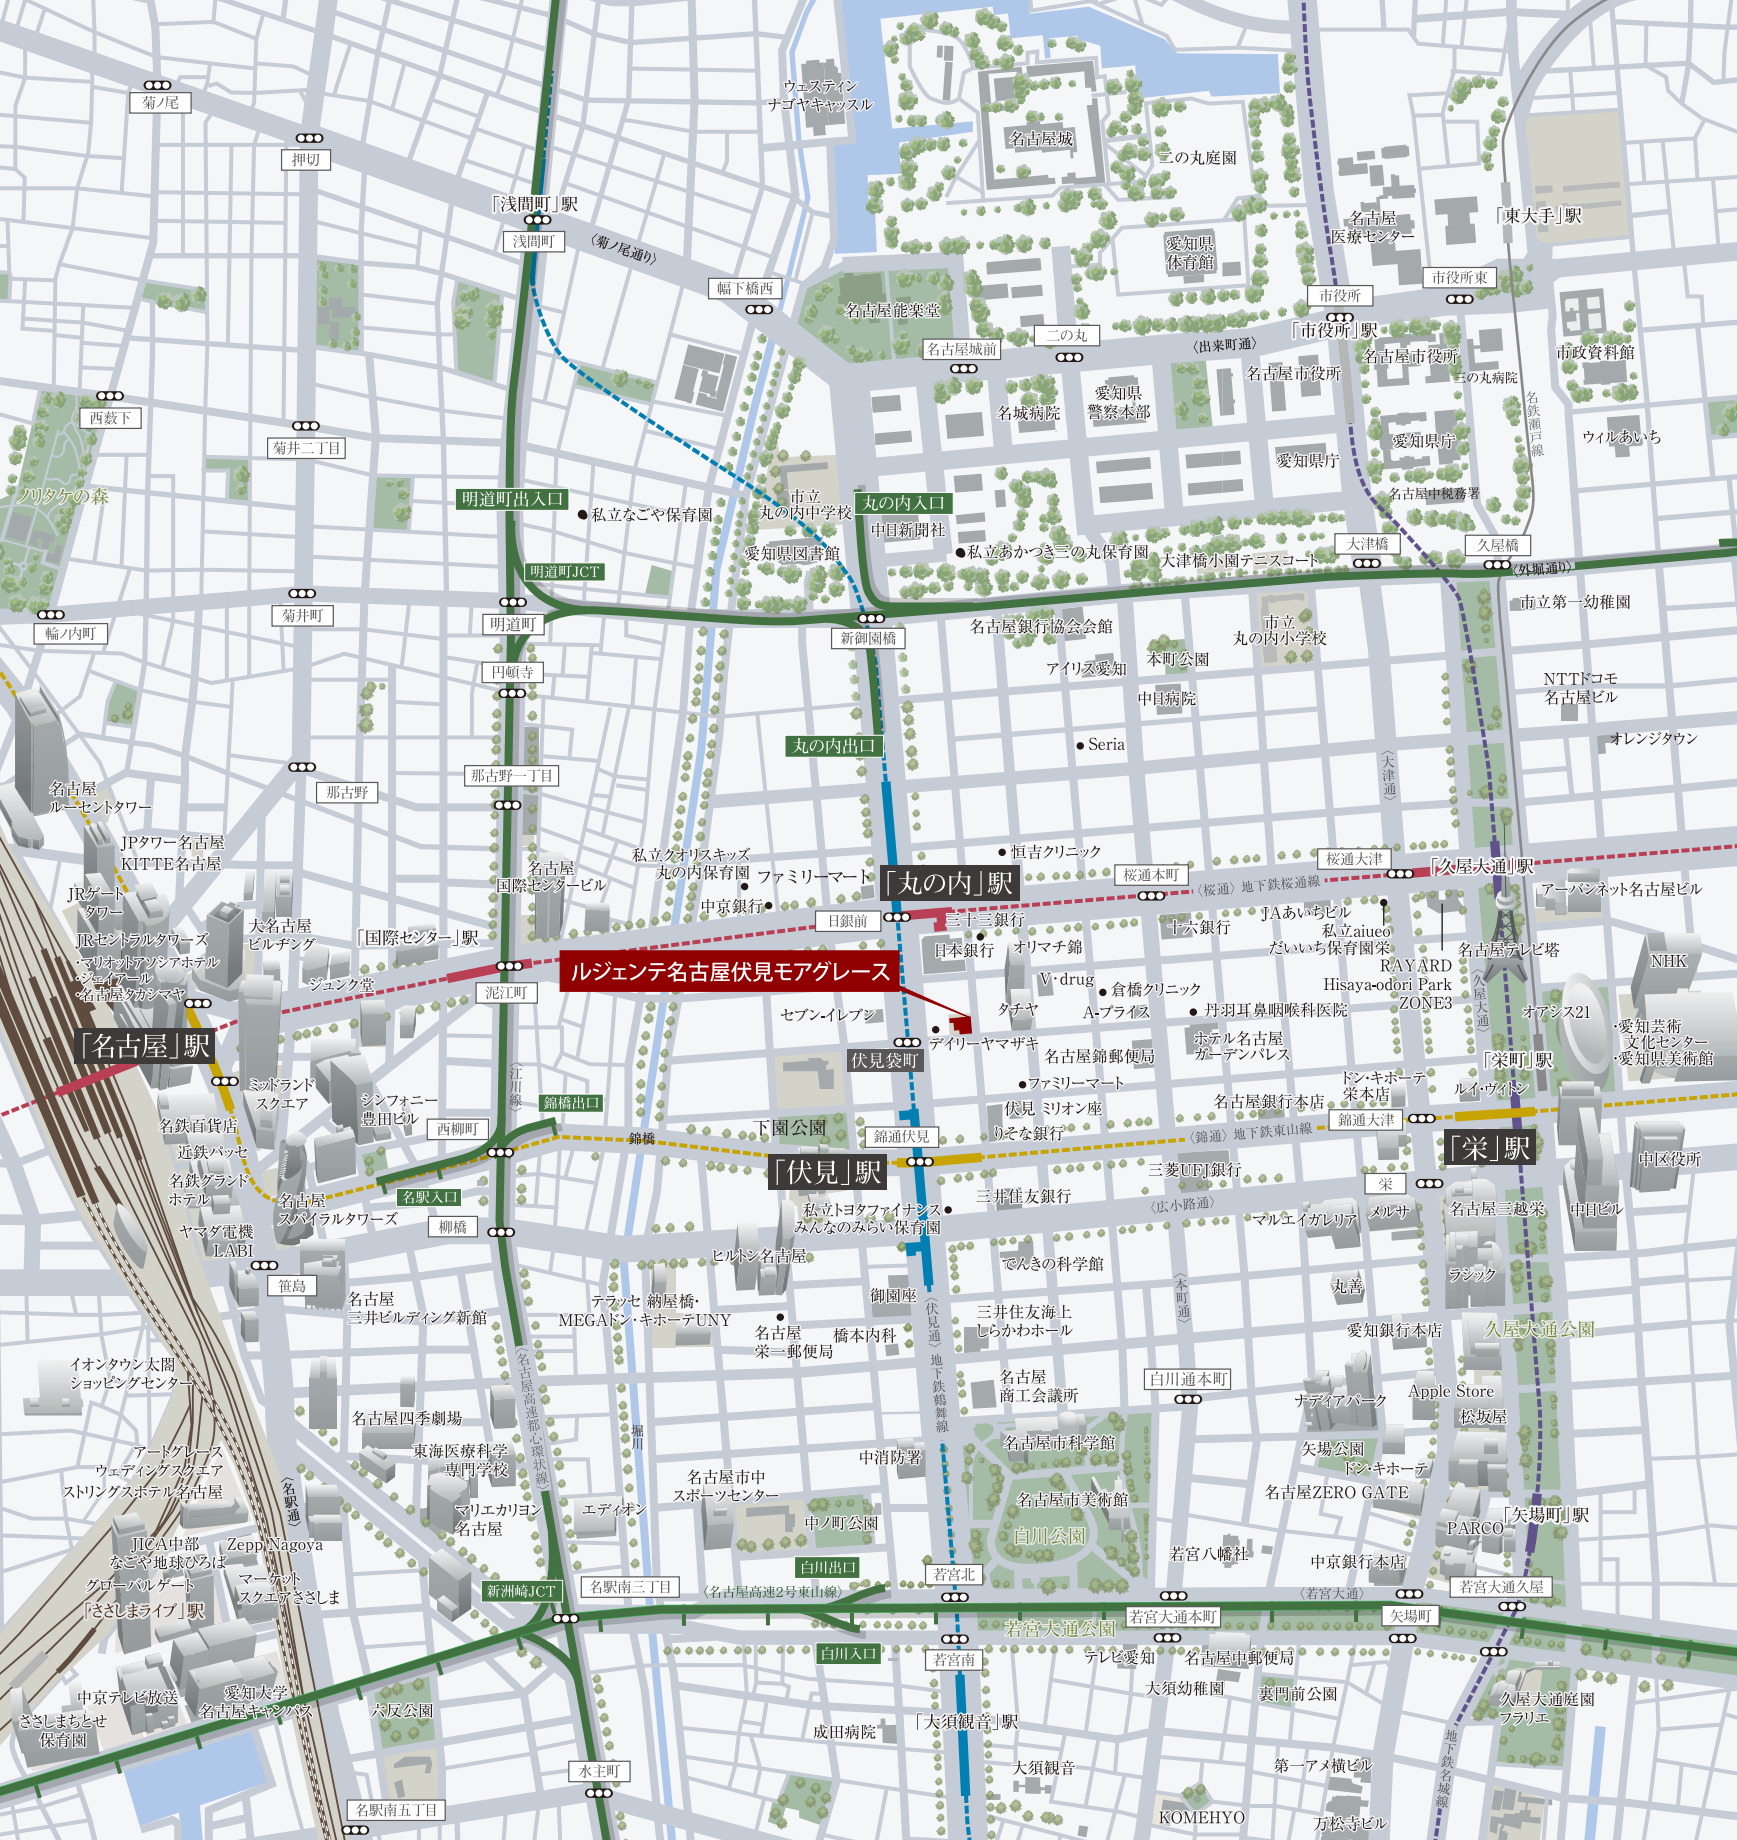 菊ノ尾
押切
「浅間町」駅
浅間町
〈菊ノ尾通り〉
ウェスティン
ナゴヤキャッスル
名古屋城
二の丸庭園
愛知県
体育館
名古屋
医療センター
「東大手」駅
市役所東
市役所
「市役所」駅
幅下橋西
名古屋能楽堂
名古屋城前
二の丸
〈出来町通〉
名古屋市役所
名古屋市役所
三の丸病院
市政資料館
名鉄瀬戸線
名城病院
愛知県
警察本部
愛知県庁
愛知県庁
ウィルあいち
名古屋中税務署
西薮下
菊井二丁目
ノリタケの森
明道町出入口
私立なごや保育園
市立
丸の内中学校
愛知県図書館
丸の内入口
中日新聞社
私立あかつき三の丸保育園
大津橋小園テニスコート
大津橋
久屋橋
〈外堀通り〉
明道町JCT
輪ノ内町
菊井町
明道町
円頓寺
新御園橋
名古屋銀行協会会館
市立
丸の内小学校
市立第一幼稚園
アイリス愛知
本町公園
中日病院
NTTドコモ
名古屋ビル
オレンジタウン
丸の内出口
Seria
〈大津通〉
那古野一丁目
那古野
名古屋
ルーセントタワー
JPタワー名古屋
KITTE名古屋
JRゲート
タワー
JRセントラルタワーズ
・マリオットアソシアホテル
・ジェイアール
・名古屋タカシマヤ
大名古屋
ビルヂング
「国際センター」駅
ジュンク堂
名古屋
国際センタービル
私立クオリスキッズ
丸の内保育園
ファミリーマート
中京銀行
「丸の内」駅
日銀前
恒吉クリニック
桜通本町
〈桜通〉地下鉄桜通線
桜通大津
「久屋大通」駅
アーバンネット名古屋ビル
三十三銀行
日本銀行
オリマチ錦
十六銀行
JAあいちビル
私立aiueo
だいいち保育園栄
RAYARD
Hisaya-odori Park
ZONE3
名古屋テレビ塔
〈久屋大通〉
NHK
ルジェンテ名古屋伏見モアグレース
泥江町
V・drug
倉橋クリニック
タチヤ
A-プライス
丹羽耳鼻咽喉科医院
セブン-イレブン
デイリーヤマザキ
伏見袋町
名古屋錦郵便局
ホテル名古屋
ガーデンパレス
オアシス21
・愛知芸術
文化センター
・愛知県美術館
「栄町」駅
「名古屋」駅
ミッドランド
スクエア
シンフォニー
豊田ビル
〈江川線〉
錦橋出口
ファミリーマート
ドン・キホーテ
栄本店
ルイ・ヴィトン
名鉄百貨店
近鉄パッセ
西柳町
錦橋
下園公園
錦通伏見
伏見 ミリオン座
りそな銀行
名古屋銀行本店
〈錦通〉地下鉄東山線
錦通大津
「栄」駅
中区役所
名鉄グランド
ホテル
名古屋
スパイラルタワーズ
名駅入口
「伏見」駅
三菱UFJ銀行
栄
ヤマダ電機
LABI
柳橋
私立トヨタファイナンス
みんなのみらい保育園
三井住友銀行
〈広小路通〉
マルエイガレリア
メルサ
名古屋三越栄
中日ビル
ヒルトン名古屋
でんきの科学館
笹島
名古屋
三井ビルディング新館
テラッセ 納屋橋・
MEGAドン・キホーテUNY
御園座
〈伏見通〉地下鉄鶴舞線
三井住友海上
しらかわホール
〈本町通〉
丸善
ラシック
名古屋
栄一郵便局
橋本内科
愛知銀行本店
久屋大通公園
イオンタウン太閤
ショッピングセンター
〈名古屋高速都心環状線〉
名古屋
商工会議所
白川通本町
ナディアパーク
Apple Store
松坂屋
名古屋四季劇場
堀川
アートグレース
ウェディングスクエア
ストリングスホテル名古屋
東海医療科学
専門学校
中消防署
名古屋市科学館
矢場公園
ドン・キホーテ
名古屋市中
スポーツセンター
名古屋市美術館
名古屋ZERO GATE
〈名駅通〉
マリエカリヨン
名古屋
エディオン
中ノ町公園
白川公園
PARCO
「矢場町」駅
JICA中部
なごや地球ひろば
Zepp Nagoya
若宮八幡社
中京銀行本店
グローバルゲート
マーケット
スクエアささしま
「ささしまライブ」駅
新洲崎JCT
名駅南三丁目
白川出口
〈名古屋高速2号東山線〉
若宮北
〈若宮大通〉
若宮大通久屋
若宮大通公園
若宮大通本町
矢場町
白川入口
若宮南
テレビ愛知
名古屋中郵便局
中京テレビ放送
愛知大学
名古屋キャンパス
六反公園
大須幼稚園
裏門前公園
久屋大通庭園
フラリエ
ささしまちとせ
保育園
成田病院
「大須観音」駅
地下鉄名城線
水主町
大須観音
第一アメ横ビル
名駅南五丁目
KOMEHYO
万松寺ビル